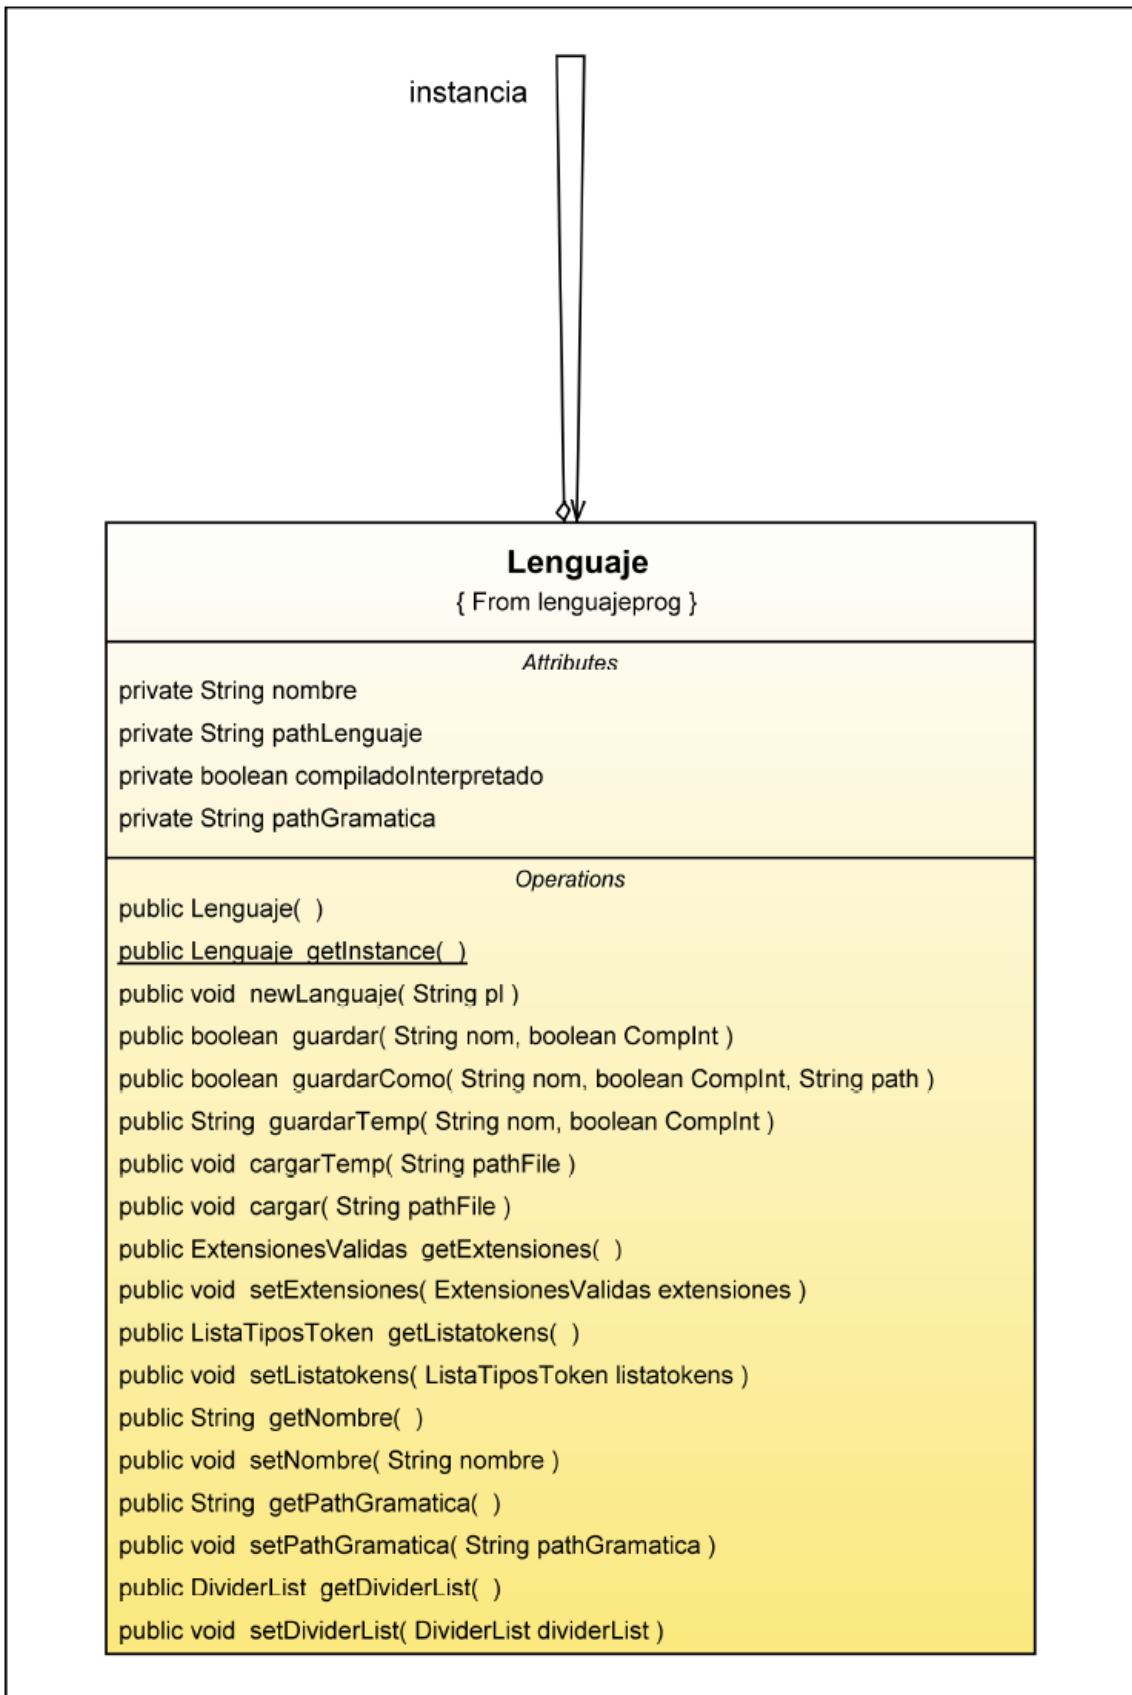 instancia
Lenguaje
{ From lenguajeprog }
Attributes
private String nombre
private String pathLenguaje
private boolean compiladoInterpretado
private String pathGramatica
Operations
public Lenguaje( )
public Lenguaje getInstance( )
public void newLanguaje( String pl )
public boolean guardar( String nom, boolean CompInt )
public boolean guardarComo( String nom, boolean CompInt, String path )
public String guardarTemp( String nom, boolean CompInt )
public void cargarTemp( String pathFile )
public void cargar( String pathFile )
public ExtensionesValidas getExtensiones( )
public void setExtensiones( ExtensionesValidas extensiones )
public ListaTiposToken getListatokens( )
public void setListatokens( ListaTiposToken listatokens )
public String getNombre( )
public void setNombre( String nombre )
public String getPathGramatica( )
public void setPathGramatica( String pathGramatica )
public DividerList getDividerList( )
public void setDividerList( DividerList dividerList )